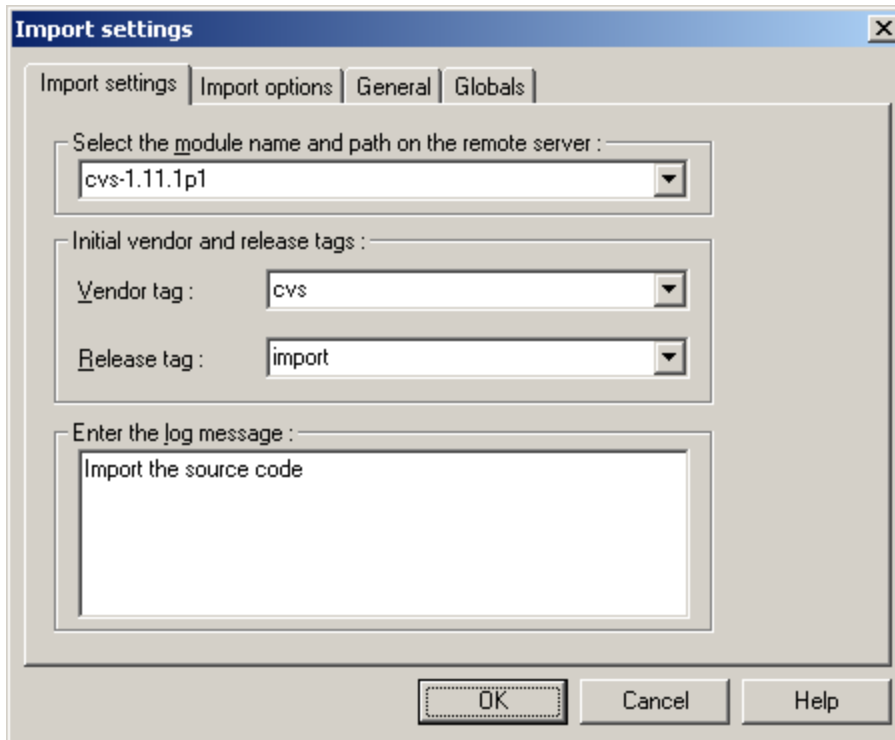 Import settings
Import settings Import options General Globals
Select the module name and path on the remote server :
cvs-1.11.1p1
Initial vendor and release tags :
Vendor tag : cvs
Release tag : import
Enter the log message :
Import the source code
OK Cancel Help